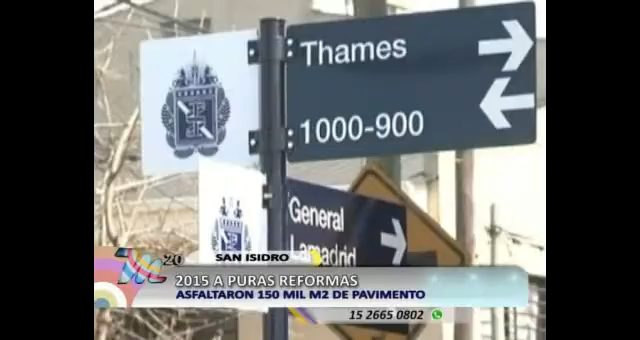 Thames
1000-900
General
Lamadrid
M20
SAN ISIDRO
2015 A PURAS REFORMAS
ASFALTARON 150 MIL M2 DE PAVIMENTO
15 2665 0802